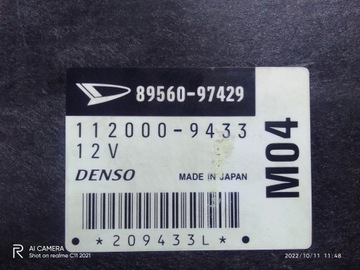 89560-97429
112000-9433
12V
DENSO MADE IN JAPAN
M04
*209433L*
AI CAMERA
Shot on realme C11 2021
2022/10/11 11:48